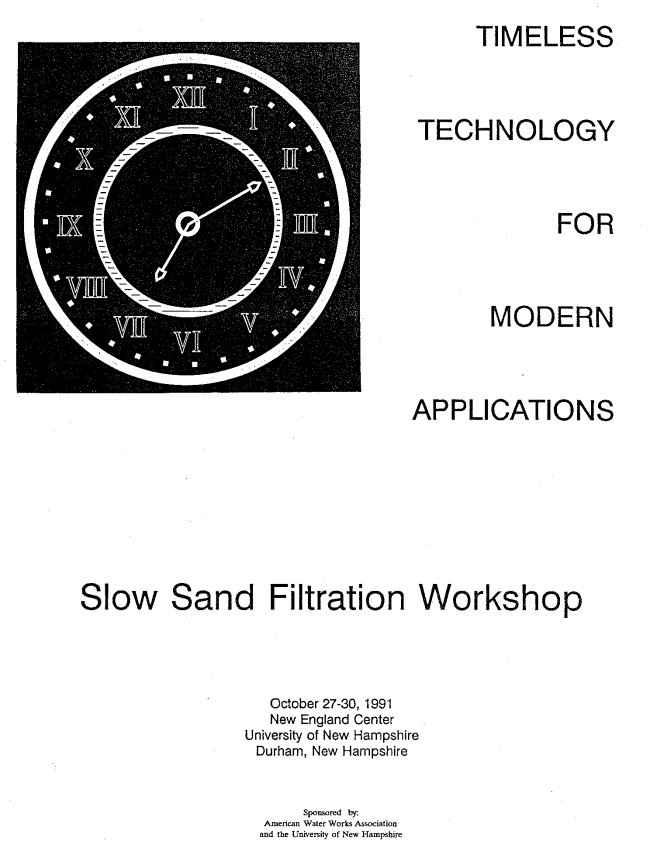 TIMELESS
TECHNOLOGY
FOR
MODERN
APPLICATIONS
XII
I
II
III
IV
V
VI
VII
VIII
IX
X
XI
Slow Sand Filtration Workshop
October 27-30, 1991
New England Center
University of New Hampshire
Durham, New Hampshire
Sponsored by:
American Water Works Association
and the University of New Hampshire